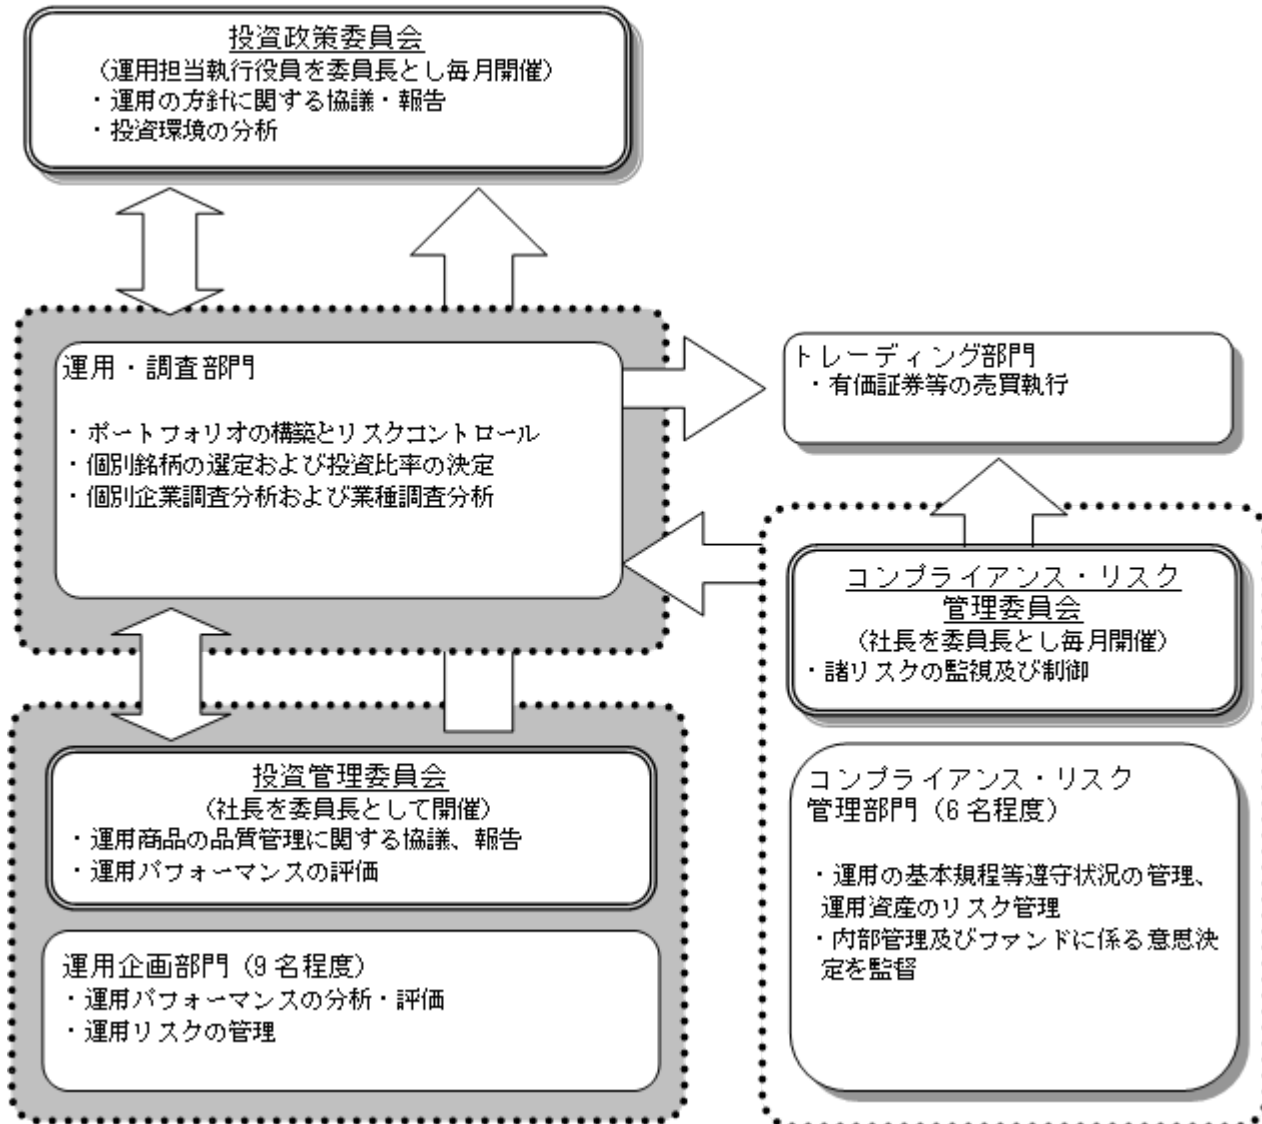 投資政策委員会
（運用担当執行役員を委員長とし毎月開催）
・運用の方針に関する協議・報告
・投資環境の分析
運用・調査部門
・ポートフォリオの構築とリスクコントロール
・個別銘柄の選定および投資比率の決定
・個別企業調査分析および業種調査分析
トレーディング部門
・有価証券等の売買執行
コンプライアンス・リスク
管理委員会
（社長を委員長とし毎月開催）
・諸リスクの監視及び制御
投資管理委員会
（社長を委員長として開催）
・運用商品の品質管理に関する協議、報告
・運用パフォーマンスの評価
運用企画部門（9名程度）
・運用パフォーマンスの分析・評価
・運用リスクの管理
コンプライアンス・リスク
管理部門（6名程度）
・運用の基本規程等遵守状況の管理、
運用資産のリスク管理
・内部管理及びファンドに係る意思決
定を監督